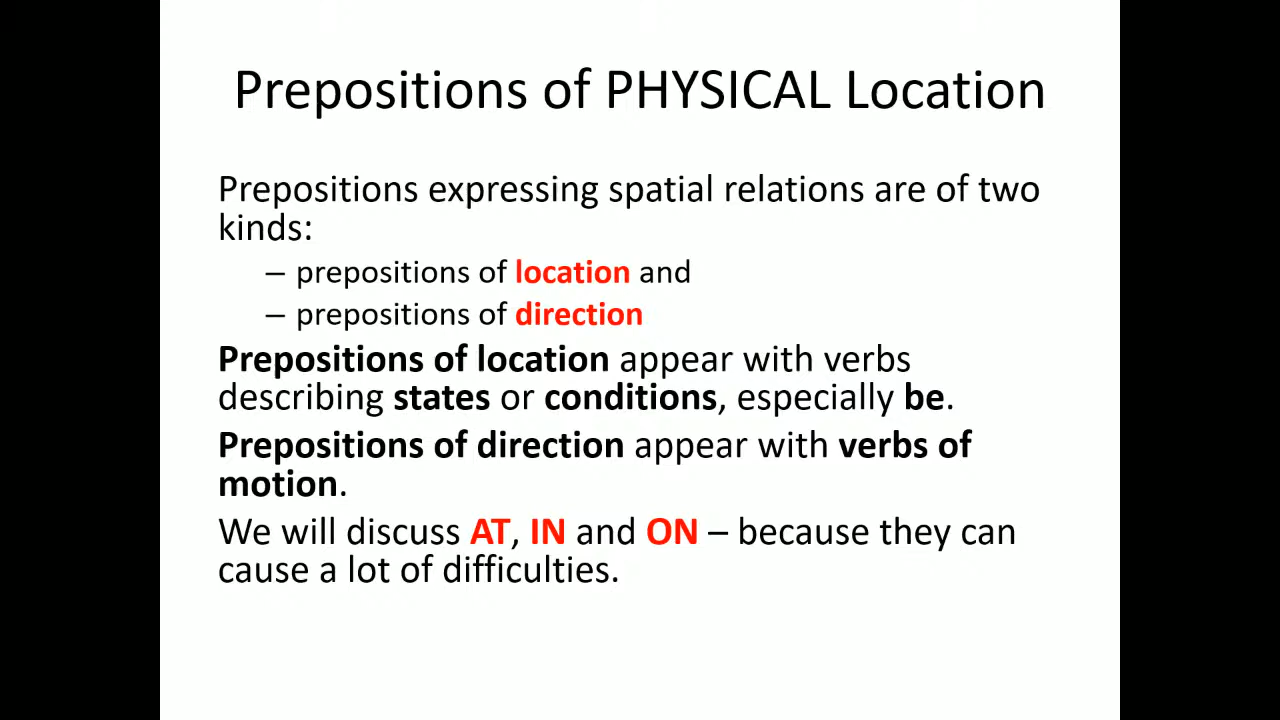 Prepositions of PHYSICAL Location
Prepositions expressing spatial relations are of two
kinds:
– prepositions of location and
– prepositions of direction
Prepositions of location appear with verbs
describing states or conditions, especially be.
Prepositions of direction appear with verbs of
motion.
We will discuss AT, IN and ON – because they can
cause a lot of difficulties.